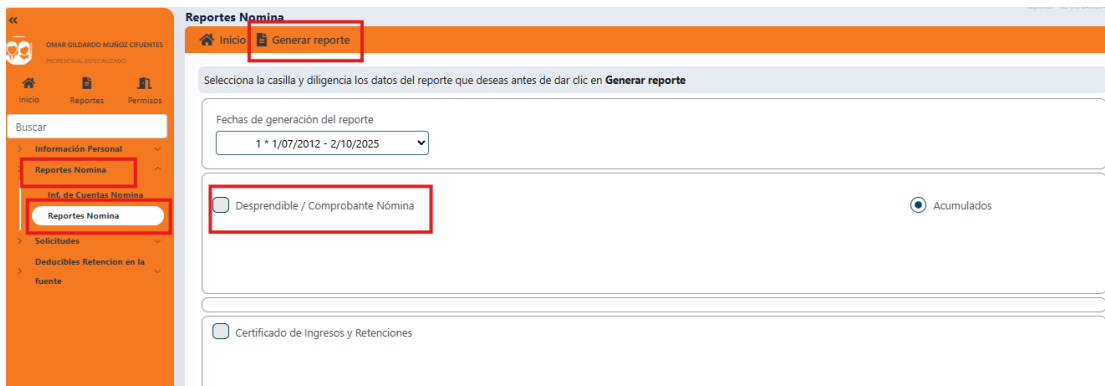 «
OMAR GILDARDO MUÑOZ CIFUENTES
PROFESIONAL ESPECIALIZADO
Inicio Reportes Permisos
Buscar
Información Personal
Reportes Nomina
Inf. de Cuentas Nomina
Reportes Nomina
Solicitudes
Deducibles Retencion en la
fuente
Reportes Nomina
Inicio Generar reporte
Selecciona la casilla y diligencia los datos del reporte que deseas antes de dar clic en Generar reporte
Fechas de generación del reporte
1 * 1/07/2012 - 2/10/2025
Desprendible / Comprobante Nómina
Acumulados
Certificado de Ingresos y Retenciones